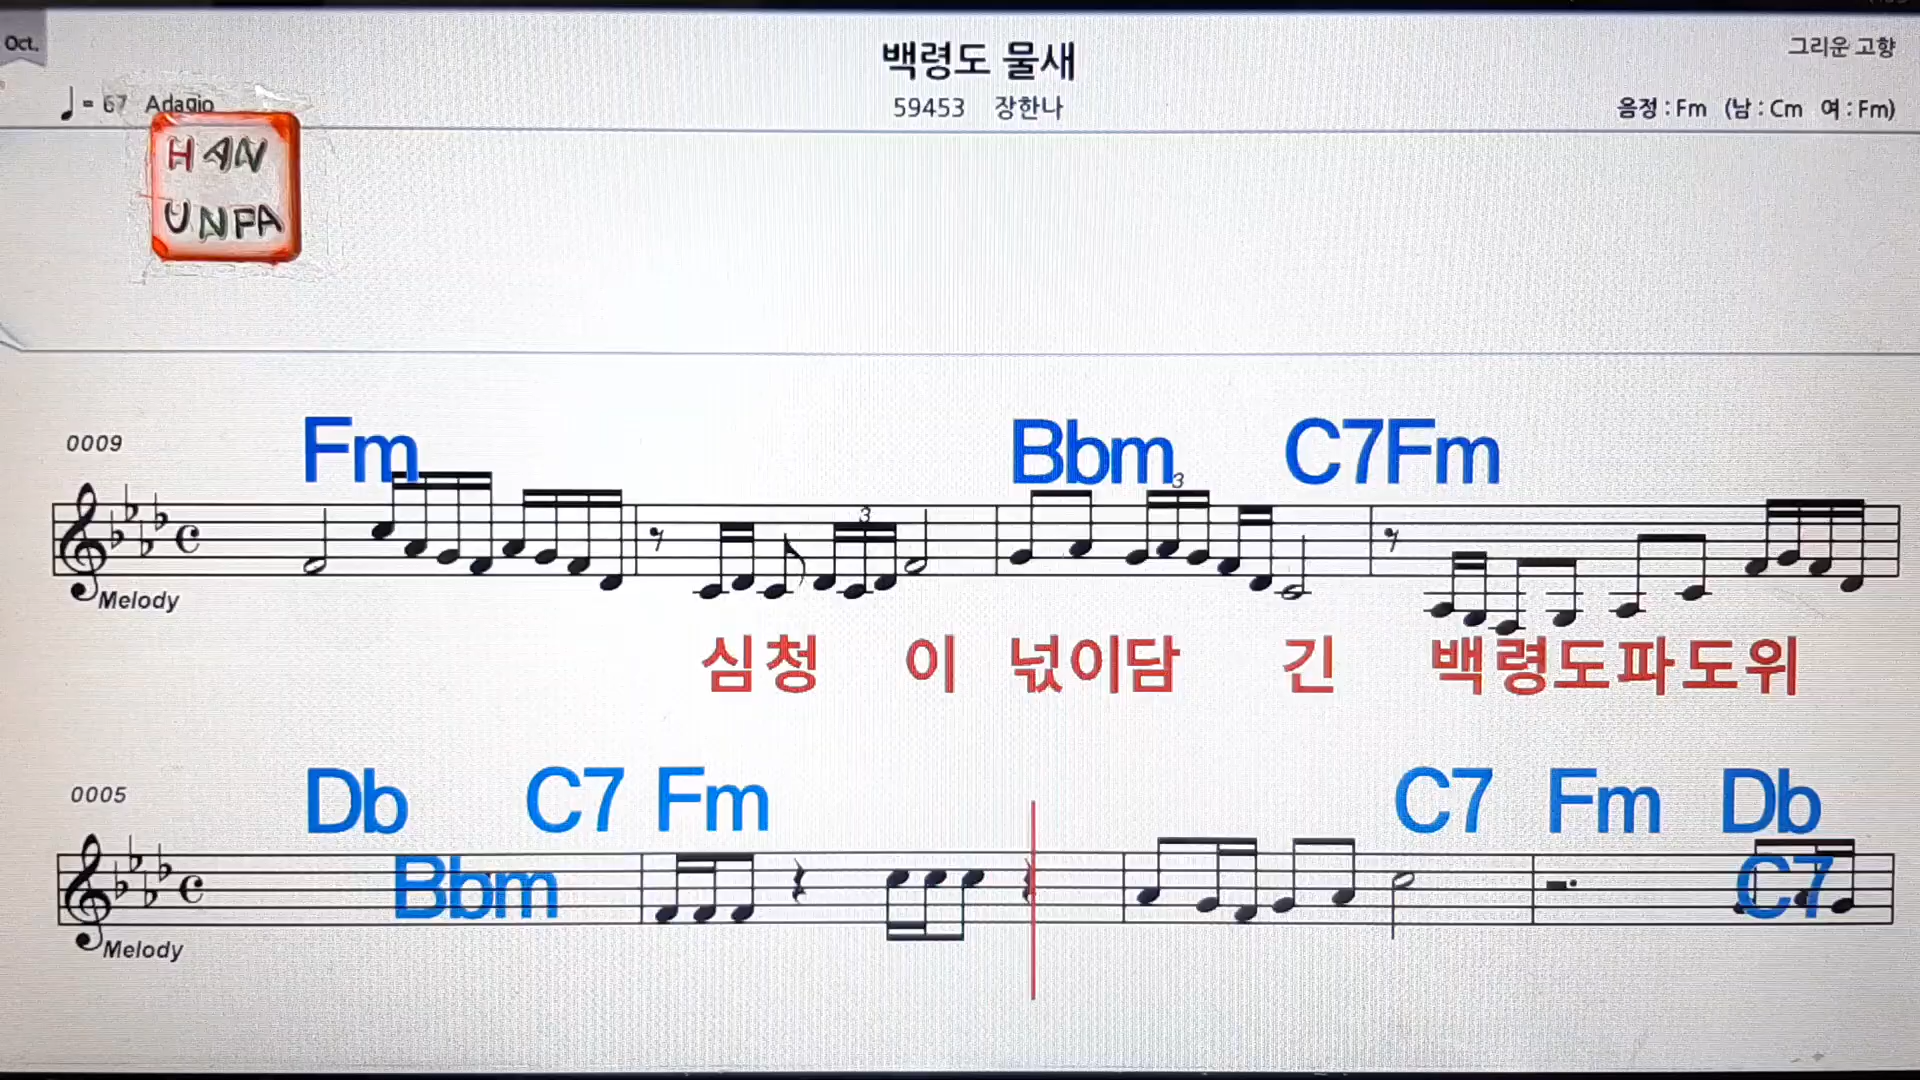 Oct.
백령도 물새
그리운 고향
♩ = 67 Adagio
59453 장한나
음정 : Fm (남 : Cm 여 : Fm)
HAN
UNFA
0009
Fm Bbm C7Fm
3 3
Melody
심청 이 넋이담 긴 백령도파도위
0005
Db C7 Fm C7 Fm Db
Bbm C7
Melody